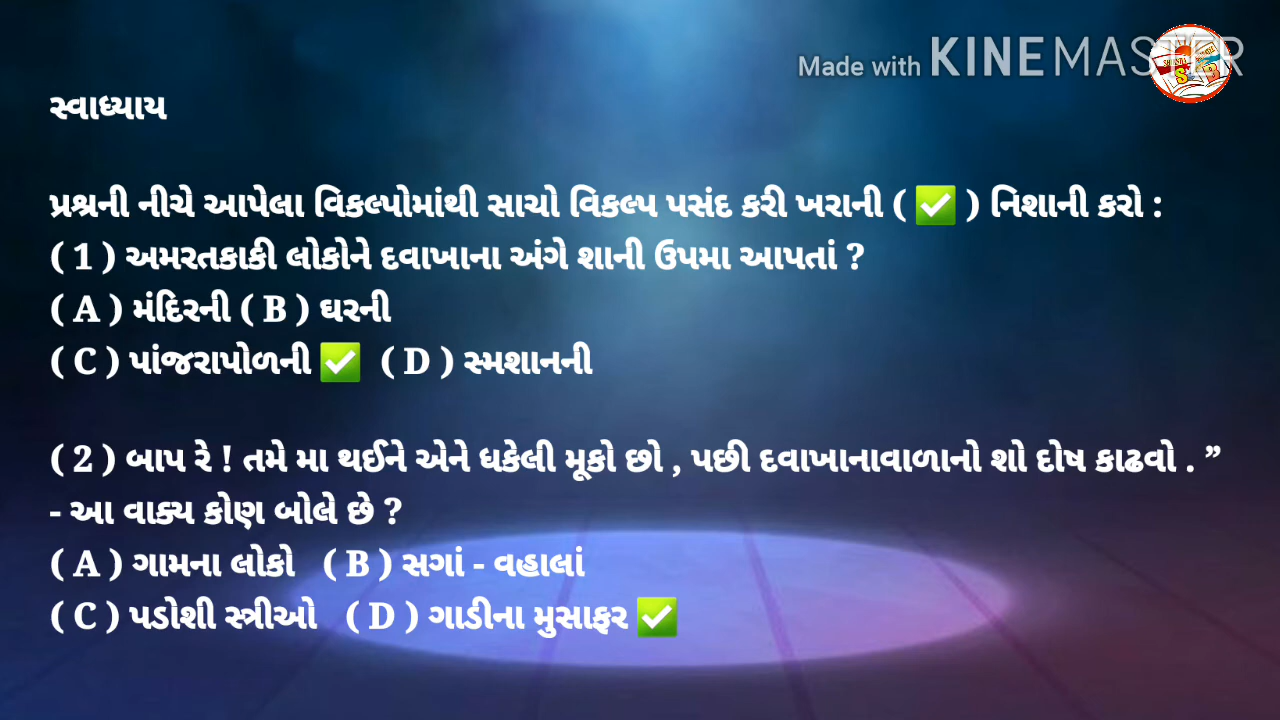 Made with KINEMASTER
સ્વાધ્યાય
પ્રશ્નની નીચે આપેલા વિકલ્પોમાંથી સાચો વિકલ્પ પસંદ કરી ખરાની ( ✅ ) નિશાની કરો :
( 1 ) અમરતકાકી લોકોને દવાખાના અંગે શાની ઉપમા આપતાં ?
( A ) મંદિરની ( B ) ઘરની
( C ) પાંજરાપોળની ✅ ( D ) સ્મશાનની
( 2 ) બાપ રે ! તમે મા થઈને એને ધકેલી મૂકો છો , પછી દવાખાનાવાળાનો શો દોષ કાઢવો . ”
- આ વાક્ય કોણ બોલે છે ?
( A ) ગામના લોકો ( B ) સગાં - વહાલાં
( C ) પડોશી સ્ત્રીઓ ( D ) ગાડીના મુસાફર ✅